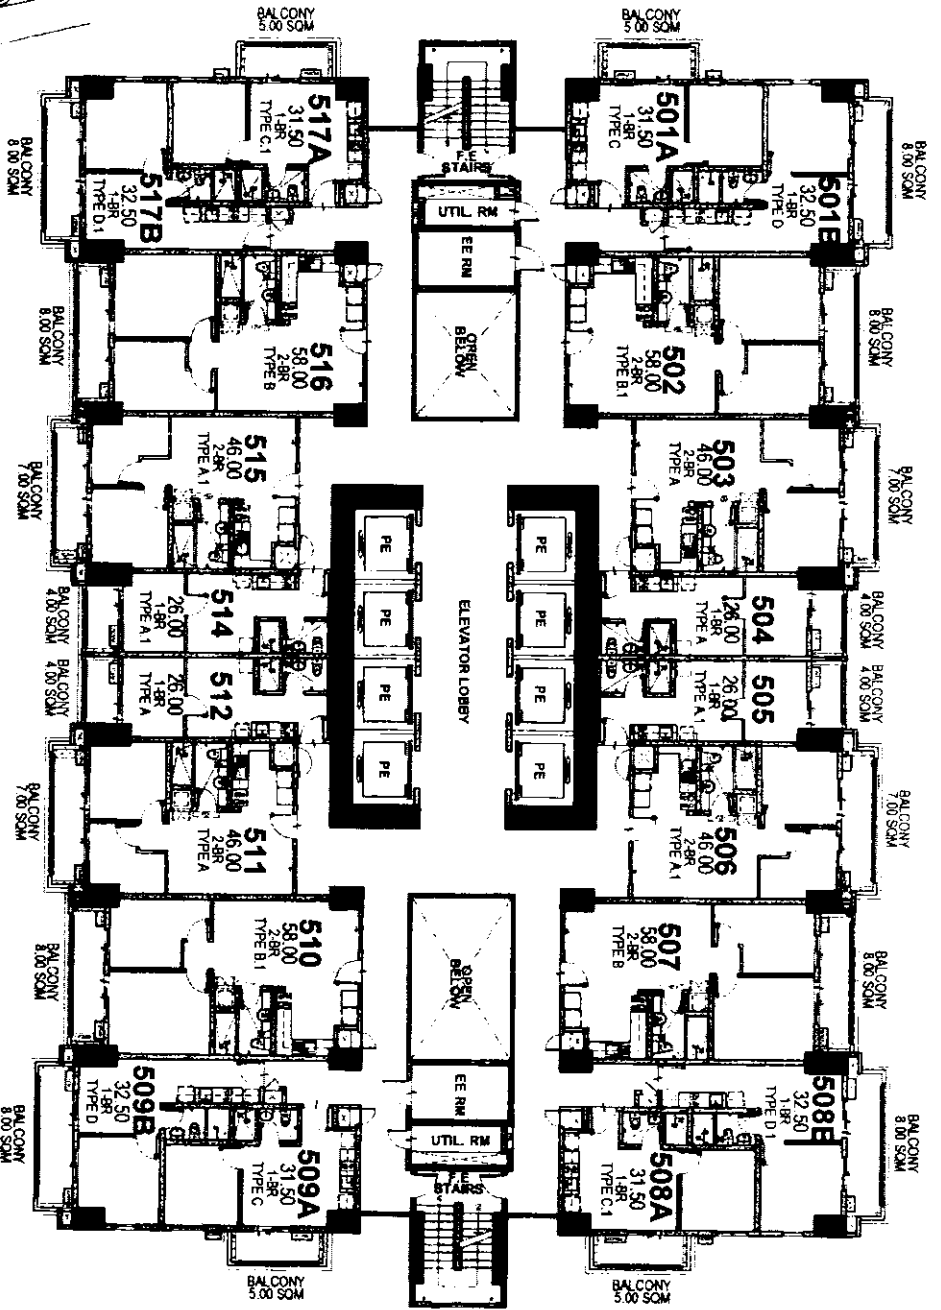 BALCONY
5.00 SQM
BALCONY
5.00 SQM
BALCONY
8.00 SQM
517A
31.50
1-BR
TYPE C.1
517B
32.50
1-BR
TYPE D.1
F.E
STAIRS
UTIL. RM
EE RM
OPEN
BELOW
501A
31.50
1-BR
TYPE C
501B
32.50
1-BR
TYPE D
BALCONY
8.00 SQM
BALCONY
8.00 SQM
516
58.00
2-BR
TYPE B
502
58.00
2-BR
TYPE B.1
BALCONY
8.00 SQM
BALCONY
7.00 SQM
515
46.00
2-BR
TYPE A.1
503
46.00
2-BR
TYPE A
BALCONY
7.00 SQM
PE
PE
PE
PE
ELEVATOR LOBBY
PE
PE
PE
PE
BALCONY
4.00 SQM
514
26.00
1-BR
TYPE A.1
504
26.00
1-BR
TYPE A
BALCONY
4.00 SQM
BALCONY
4.00 SQM
512
26.00
1-BR
TYPE A
505
26.00
1-BR
TYPE A.1
BALCONY
4.00 SQM
BALCONY
7.00 SQM
511
46.00
2-BR
TYPE A
506
46.00
2-BR
TYPE A.1
BALCONY
7.00 SQM
BALCONY
8.00 SQM
510
58.00
2-BR
TYPE B.1
OPEN
BELOW
507
58.00
2-BR
TYPE B
BALCONY
8.00 SQM
BALCONY
8.00 SQM
509B
32.50
1-BR
TYPE D
509A
31.50
1-BR
TYPE C
EE RM
UTIL. RM
F.E
STAIRS
508A
31.50
1-BR
TYPE C.1
508B
32.50
1-BR
TYPE D.1
BALCONY
8.00 SQM
BALCONY
5.00 SQM
BALCONY
5.00 SQM